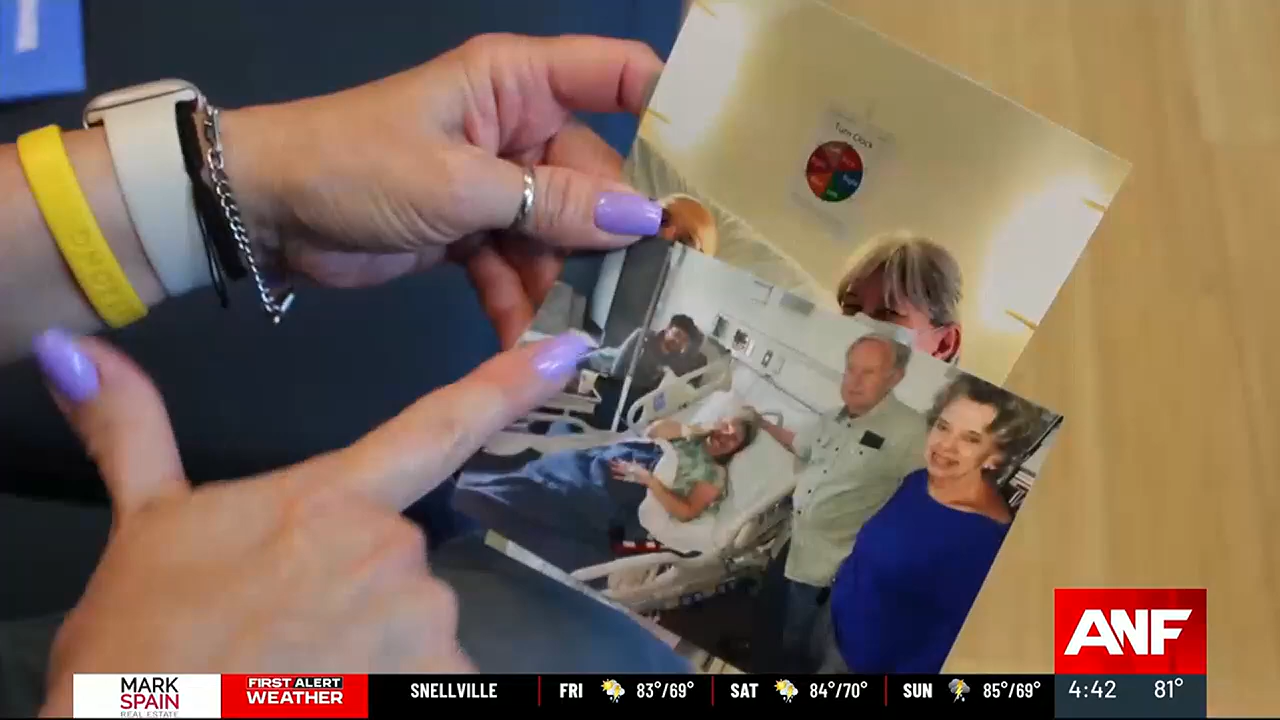 Turn Clock
ANF
MARK
SPAIN
REAL ESTATE
FIRST ALERT
WEATHER
SNELLVILLE
FRI
83°/69°
SAT
84°/70°
SUN
85°/69°
4:42
81°